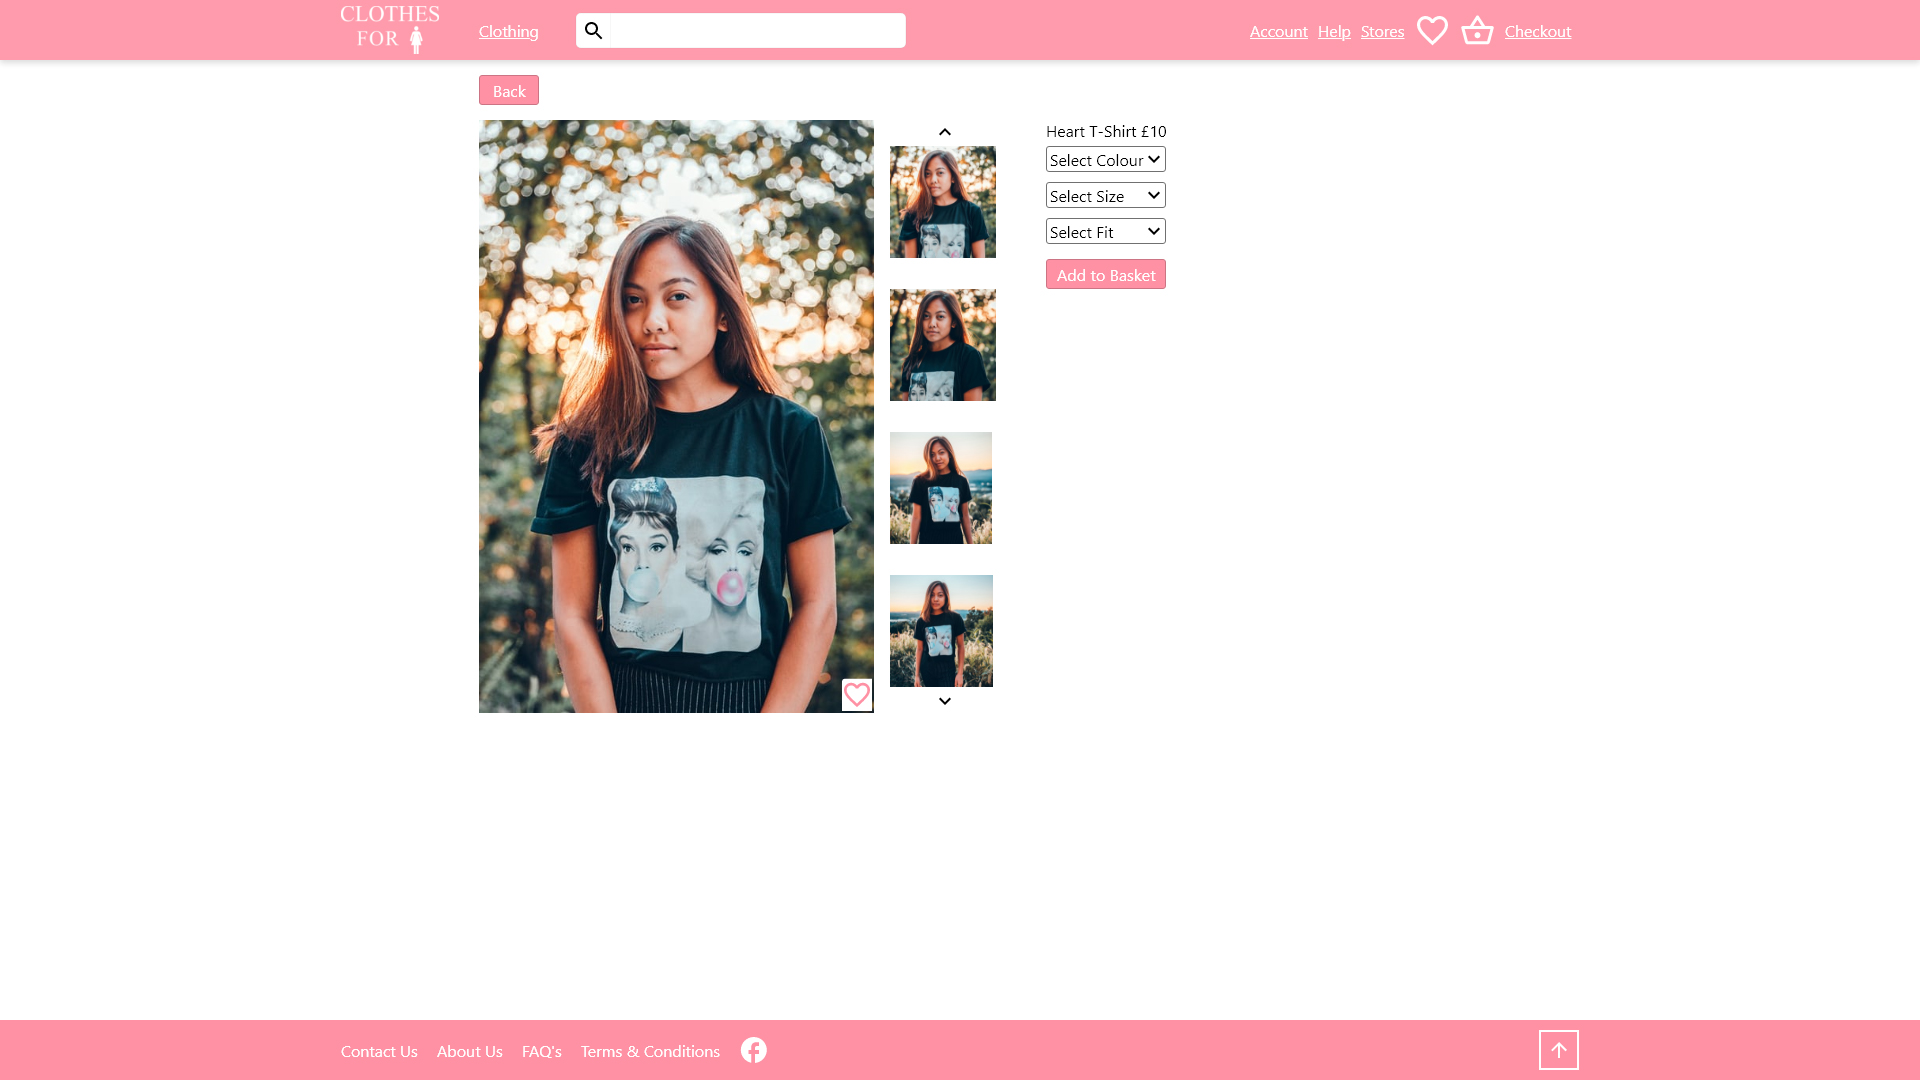 CLOTHES
FOR
Clothing
Account Help Stores Checkout
Back
Heart T-Shirt £10
Select Colour
Select Size
Select Fit
Add to Basket
Contact Us About Us FAQ's Terms & Conditions